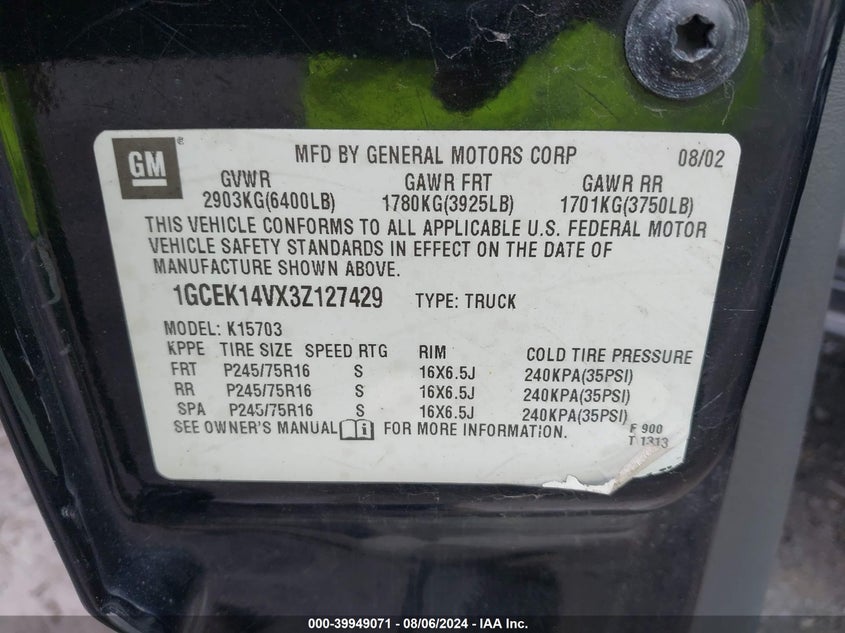 GM® MFD BY GENERAL MOTORS CORP 08/02
GVWR GAWR FRT GAWR RR
2903KG(6400LB) 1780KG(3925LB) 1701KG(3750LB)
THIS VEHICLE CONFORMS TO ALL APPLICABLE U.S. FEDERAL MOTOR
VEHICLE SAFETY STANDARDS IN EFFECT ON THE DATE OF
MANUFACTURE SHOWN ABOVE.
1GCEK14VX3Z127429 TYPE: TRUCK
MODEL: K15703
KPPE TIRE SIZE SPEED RTG RIM COLD TIRE PRESSURE
FRT P245/75R16 S 16X6.5J 240KPA(35PSI)
RR P245/75R16 S 16X6.5J 240KPA(35PSI)
SPA P245/75R16 S 16X6.5J 240KPA(35PSI)
SEE OWNER'S MANUAL i FOR MORE INFORMATION.
F 900
T 1313
000-39949071 - 08/06/2024 - IAA Inc.